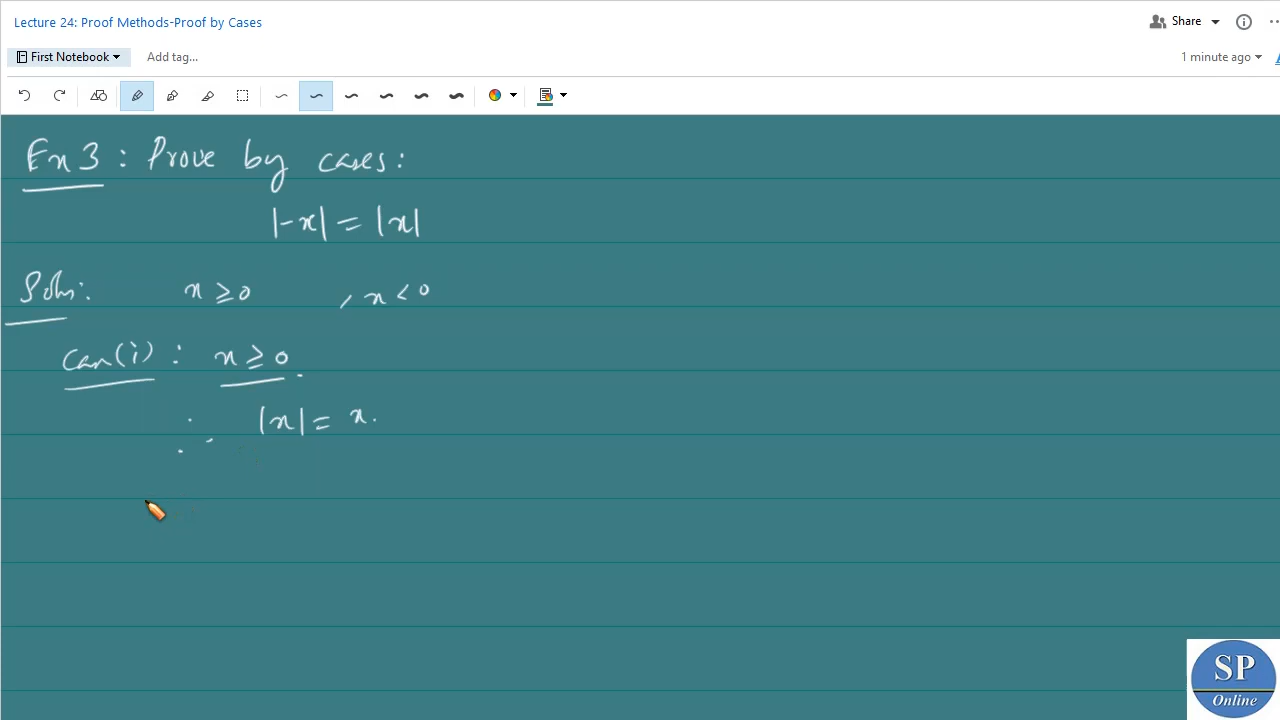 Lecture 24: Proof Methods-Proof by Cases
Share
First Notebook
Add tag...
1 minute ago
Ex 3 : Prove by cases:
|-x| = |x|
Soln: x ≥ 0 , x < 0
Case(i) : x ≥ 0.
∴ |x| = x.
SP
Online